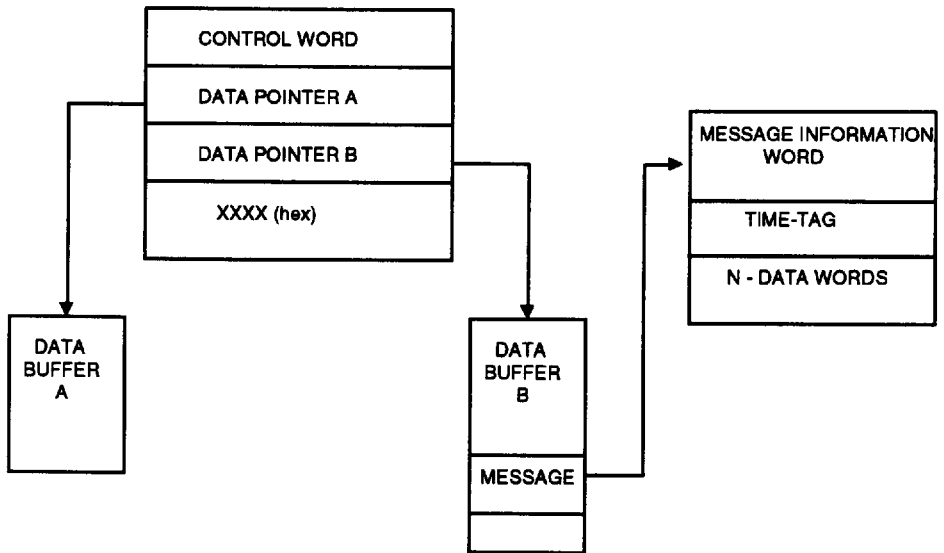 CONTROL WORD
DATA POINTER A
DATA POINTER B
XXXX (hex)
MESSAGE INFORMATION
WORD
TIME-TAG
N - DATA WORDS
DATA
BUFFER
A
DATA
BUFFER
B
MESSAGE